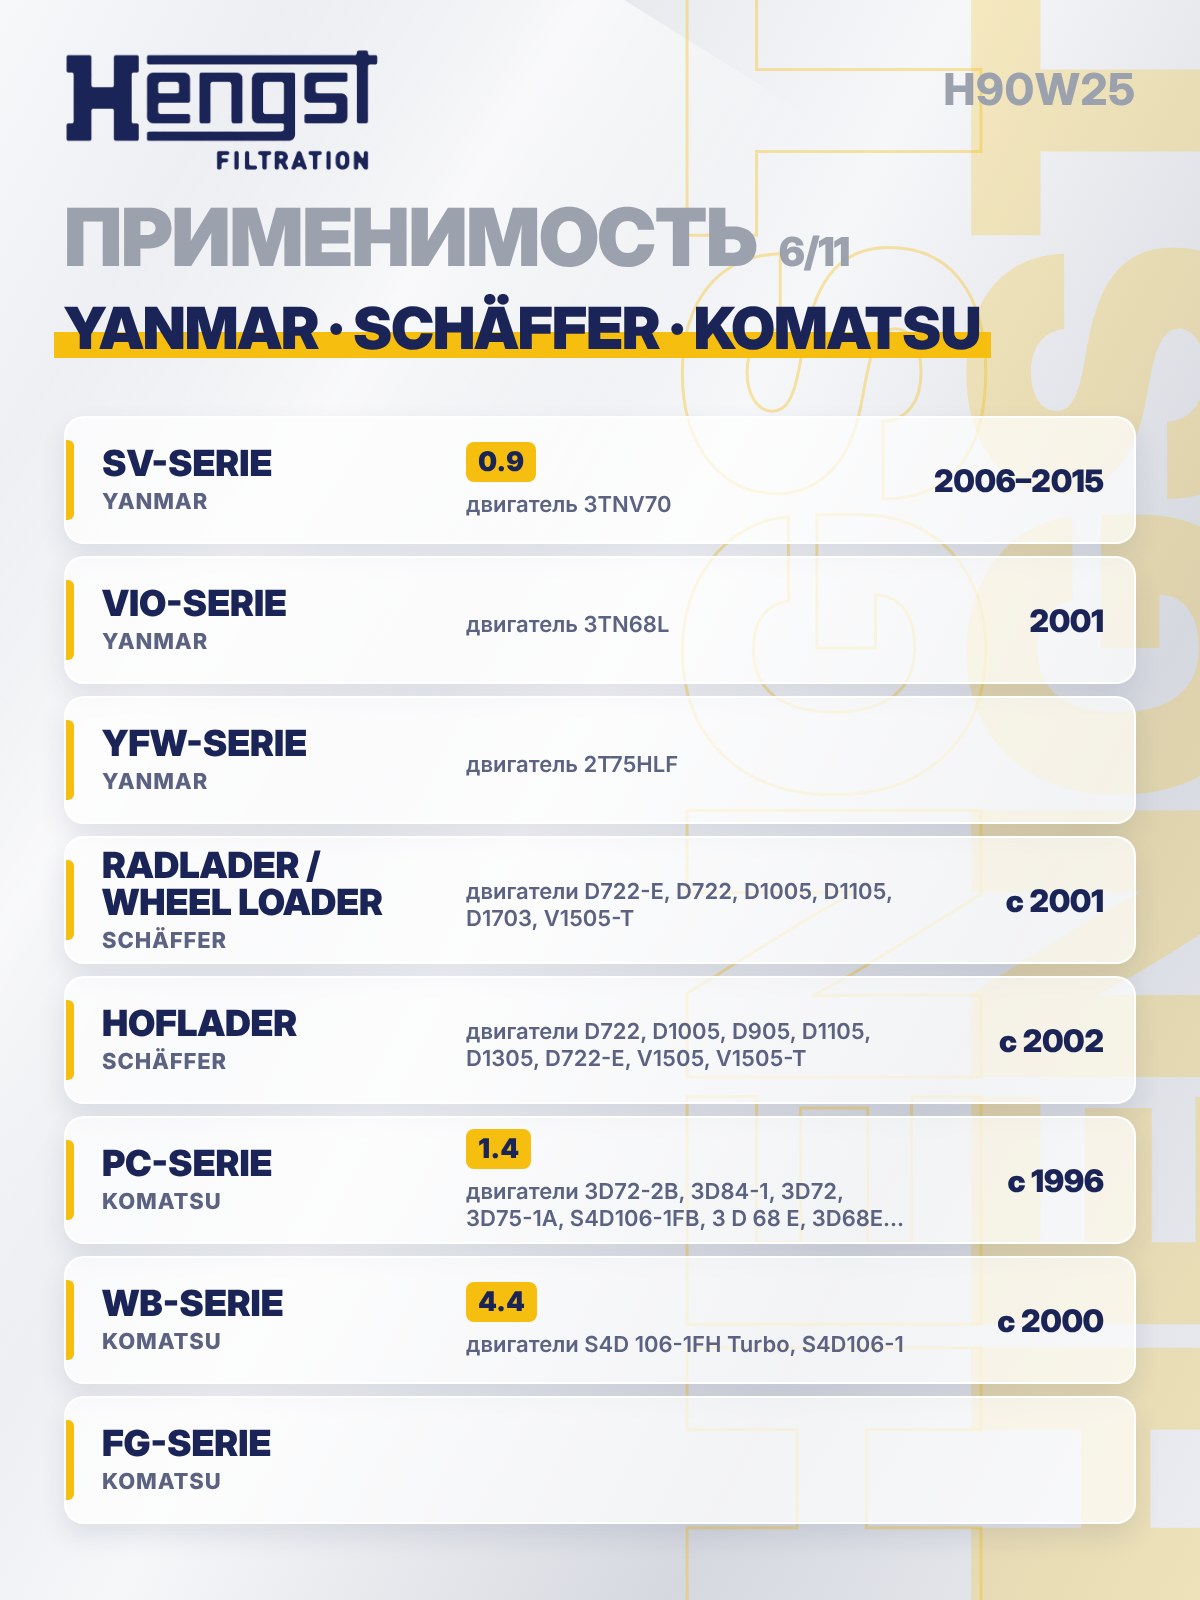 Hengst
FILTRATION
H90W25
ПРИМЕНИМОСТЬ 6/11
YANMAR · SCHÄFFER · KOMATSU
SV-SERIE
YANMAR
0.9
двигатель 3TNV70
2006–2015
VIO-SERIE
YANMAR
двигатель 3TN68L
2001
YFW-SERIE
YANMAR
двигатель 2T75HLF
RADLADER /
WHEEL LOADER
SCHÄFFER
двигатели D722-E, D722, D1005, D1105,
D1703, V1505-T
с 2001
HOFLADER
SCHÄFFER
двигатели D722, D1005, D905, D1105,
D1305, D722-E, V1505, V1505-T
с 2002
PC-SERIE
KOMATSU
1.4
двигатели 3D72-2B, 3D84-1, 3D72,
3D75-1A, S4D106-1FB, 3 D 68 E, 3D68E…
с 1996
WB-SERIE
KOMATSU
4.4
двигатели S4D 106-1FH Turbo, S4D106-1
с 2000
FG-SERIE
KOMATSU
HENGST
HENGST